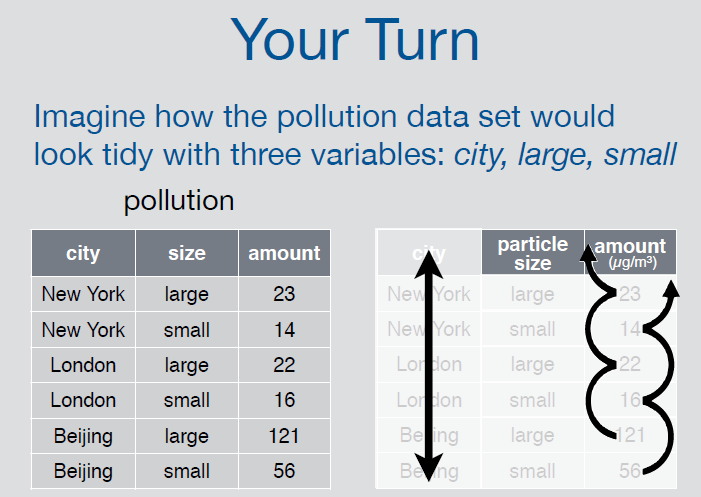 Your Turn
Imagine how the pollution data set would
look tidy with three variables: city, large, small
pollution
city size amount
New York large 23
New York small 14
London large 22
London small 16
Beijing large 121
Beijing small 56
city particle size amount (µg/m³)
New York large 23
New York small 14
London large 22
London small 16
Beijing large 121
Beijing small 56